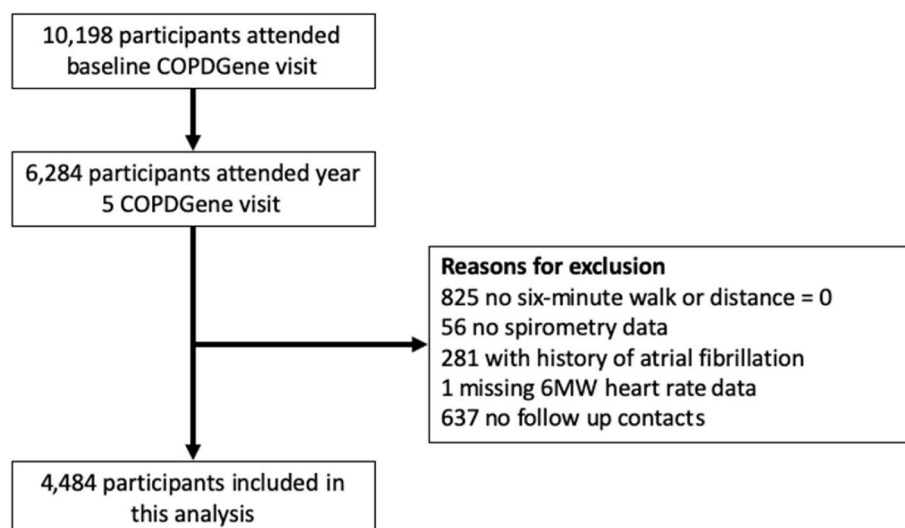 10,198 participants attended
baseline COPDGene visit
6,284 participants attended year
5 COPDGene visit
Reasons for exclusion
825 no six-minute walk or distance = 0
56 no spirometry data
281 with history of atrial fibrillation
1 missing 6MW heart rate data
637 no follow up contacts
4,484 participants included in
this analysis